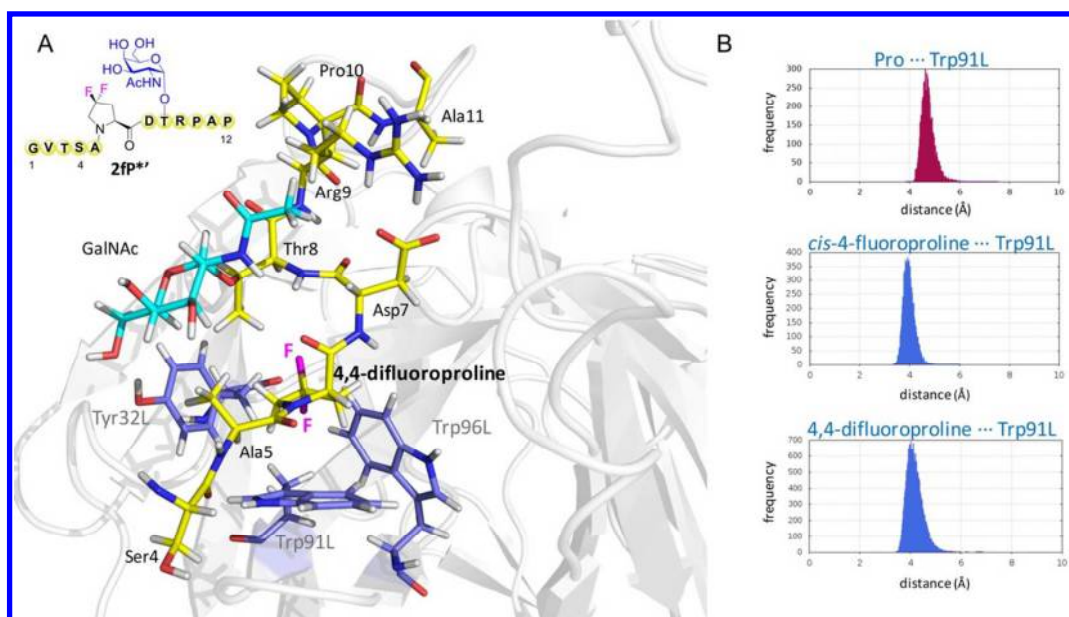 A
HO
OH
HO
AcHN
O
O
F
F
N
O
D T R P A P
12
G V T S A
1
4
2fP*’
Pro10
Ala11
Arg9
GalNAc
Thr8
Asp7
F
4,4-difluoroproline
F
Tyr32L
Trp96L
Ala5
Trp91L
Ser4
B
Pro ··· Trp91L
frequency
300
250
200
150
100
50
0
0 2 4 6 8 10
distance (Å)
cis-4-fluoroproline ··· Trp91L
frequency
400
350
300
250
200
150
100
50
0
0 2 4 6 8 10
distance (Å)
4,4-difluoroproline ··· Trp91L
frequency
700
600
500
400
300
200
100
0
0 2 4 6 8 10
distance (Å)